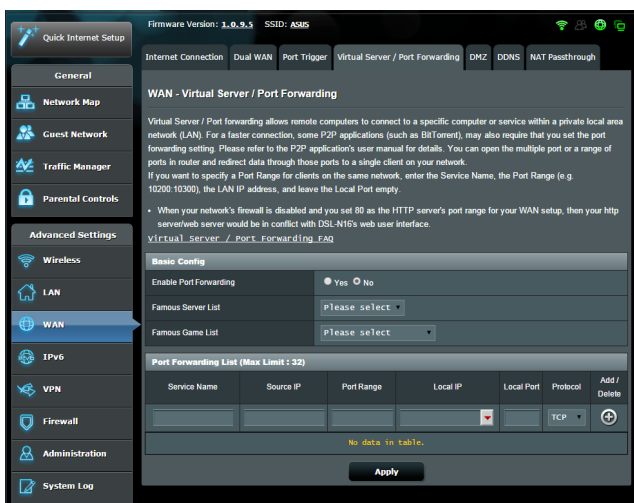 Firmware Version: 1.0.9.5 SSID: ASUS
Quick Internet Setup
General
Network Map
Guest Network
Traffic Manager
Parental Controls
Advanced Settings
Wireless
LAN
WAN
IPv6
VPN
Firewall
Administration
System Log
Internet Connection Dual WAN Port Trigger Virtual Server / Port Forwarding DMZ DDNS NAT Passthrough
WAN - Virtual Server / Port Forwarding
Virtual Server / Port forwarding allows remote computers to connect to a specific computer or service within a private local area
network (LAN). For a faster connection, some P2P applications (such as BitTorrent), may also require that you set the port
forwarding setting. Please refer to the P2P application's user manual for details. You can open the multiple port or a range of
ports in router and redirect data through those ports to a single client on your network.
If you want to specify a Port Range for clients on the same network, enter the Service Name, the Port Range (e.g.
10200:10300), the LAN IP address, and leave the Local Port empty.
• When your network's firewall is disabled and you set 80 as the HTTP server's port range for your WAN setup, then your http
server/web server would be in conflict with DSL-N16's web user interface.
Virtual Server / Port Forwarding FAQ
Basic Config
Enable Port Forwarding Yes No
Famous Server List Please select
Famous Game List Please select
Port Forwarding List (Max Limit : 32)
Service Name Source IP Port Range Local IP Local Port Protocol Add / Delete
TCP
No data in table.
Apply